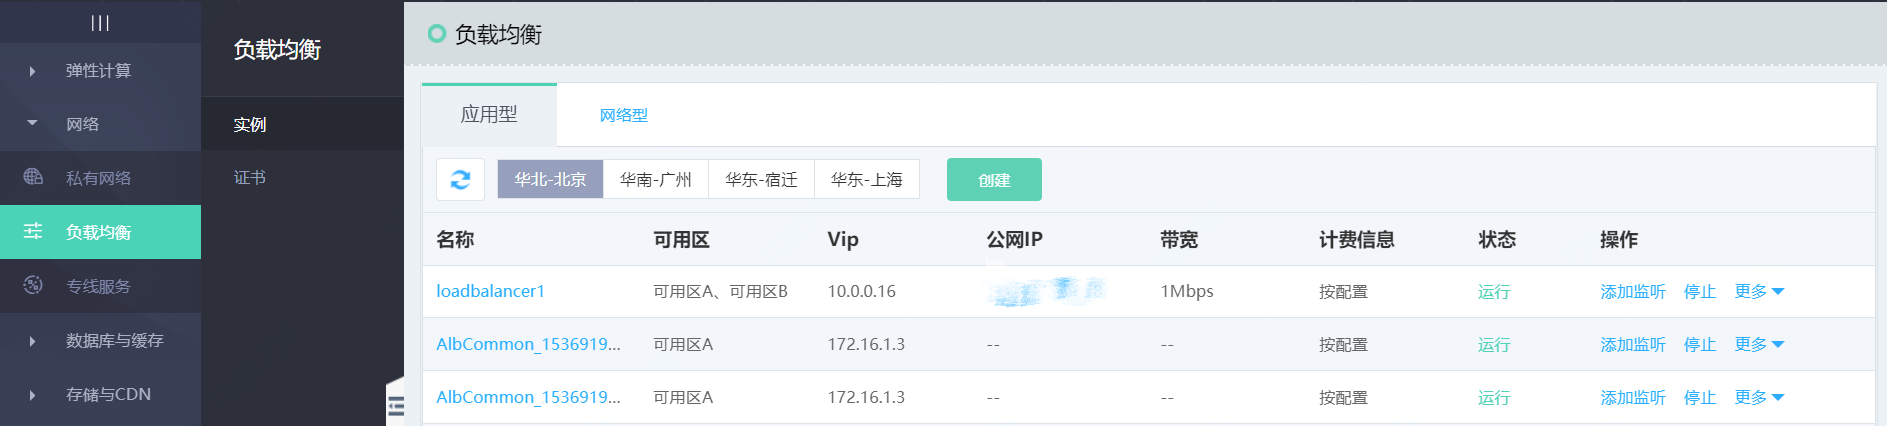 弹性计算
网络
私有网络
负载均衡
专线服务
数据库与缓存
存储与CDN
负载均衡
实例
证书
负载均衡
应用型 网络型
华北-北京 华南-广州 华东-宿迁 华东-上海 创建
名称 可用区 Vip 公网IP 带宽 计费信息 状态 操作
loadbalancer1 可用区A、可用区B 10.0.0.16 1Mbps 按配置 运行 添加监听 停止 更多
AlbCommon_1536919... 可用区A 172.16.1.3 -- -- 按配置 运行 添加监听 停止 更多
AlbCommon_1536919... 可用区A 172.16.1.3 -- -- 按配置 运行 添加监听 停止 更多